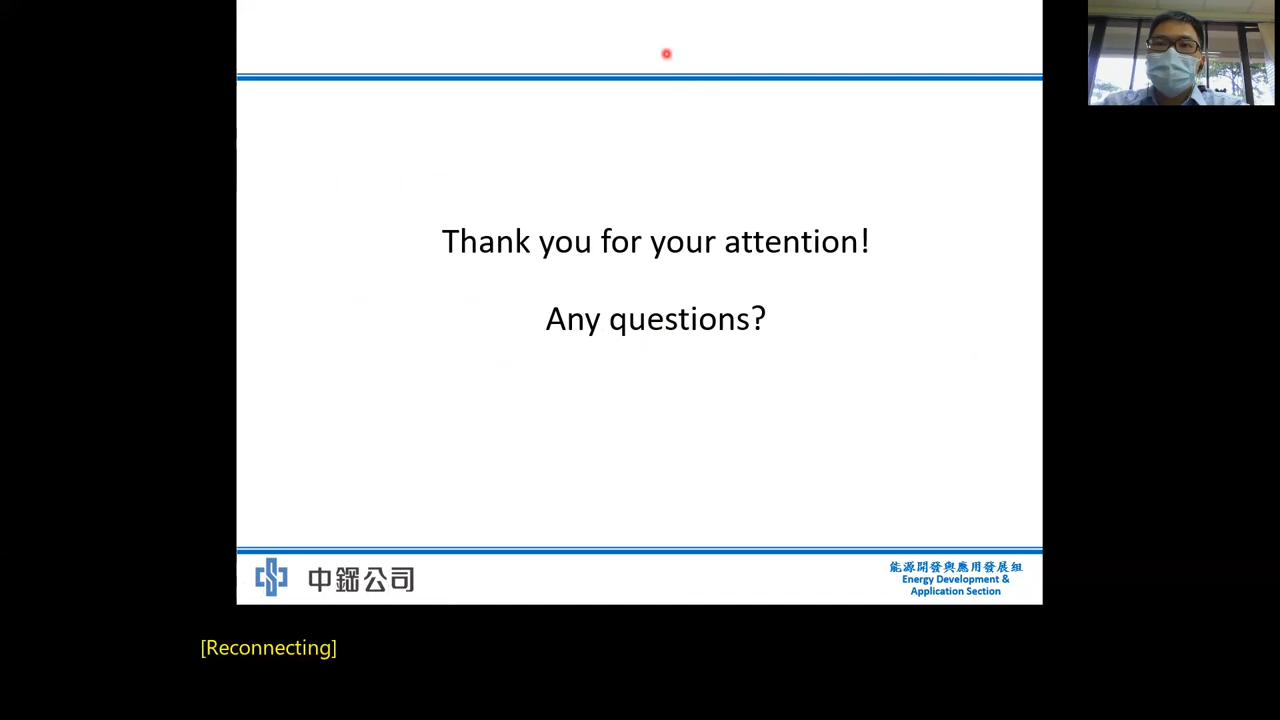 Thank you for your attention!
Any questions?
中鋼公司
能源開發與應用發展組
Energy Development &
Application Section
[Reconnecting]